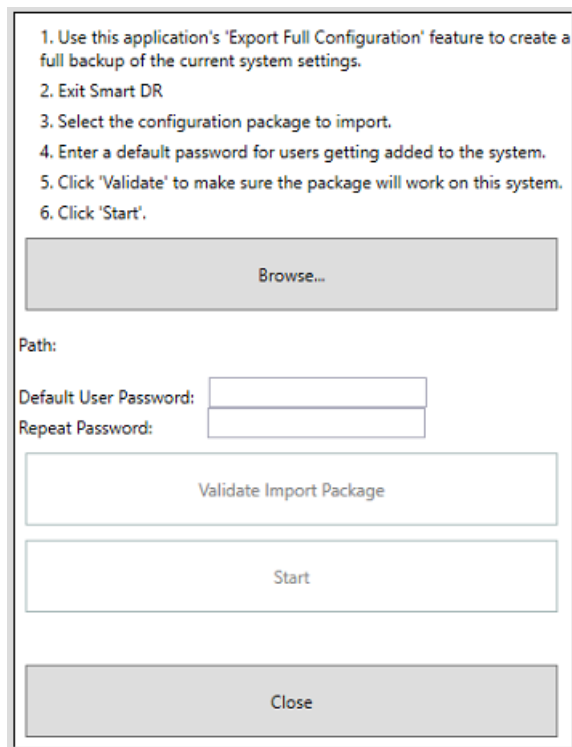 1. Use this application's 'Export Full Configuration' feature to create a
full backup of the current system settings.
2. Exit Smart DR
3. Select the configuration package to import.
4. Enter a default password for users getting added to the system.
5. Click 'Validate' to make sure the package will work on this system.
6. Click 'Start'.
Browse...
Path:
Default User Password:
Repeat Password:
Validate Import Package
Start
Close